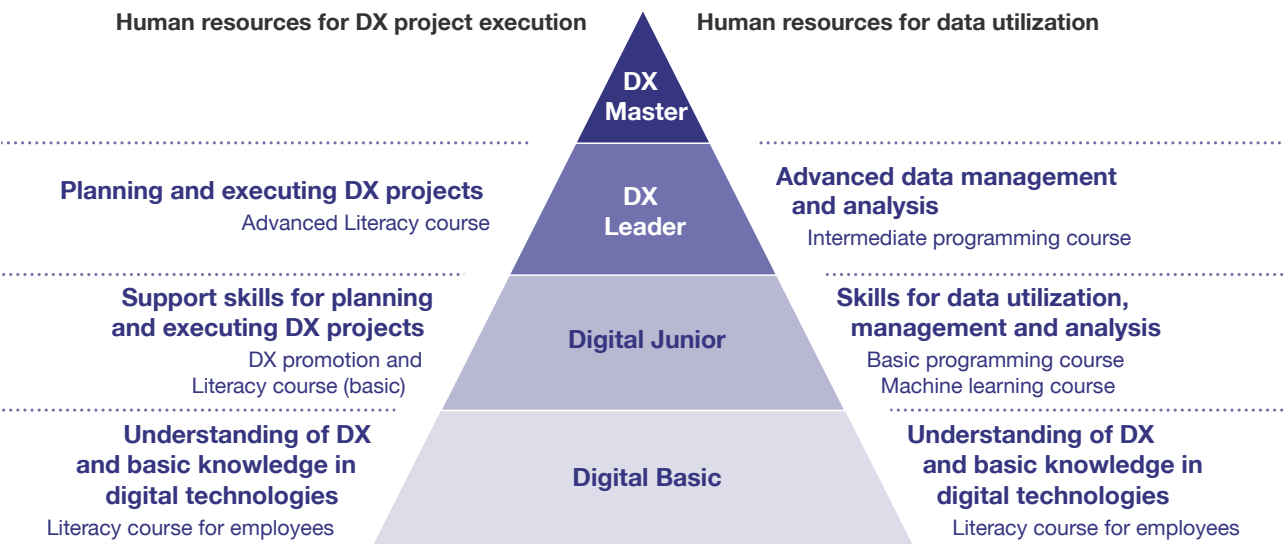 Human resources for DX project execution
Human resources for data utilization
DX
Master
Planning and executing DX projects
Advanced Literacy course
DX
Leader
Advanced data management
and analysis
Intermediate programming course
Support skills for planning
and executing DX projects
DX promotion and
Literacy course (basic)
Digital Junior
Skills for data utilization,
management and analysis
Basic programming course
Machine learning course
Understanding of DX
and basic knowledge in
digital technologies
Literacy course for employees
Digital Basic
Understanding of DX
and basic knowledge in
digital technologies
Literacy course for employees